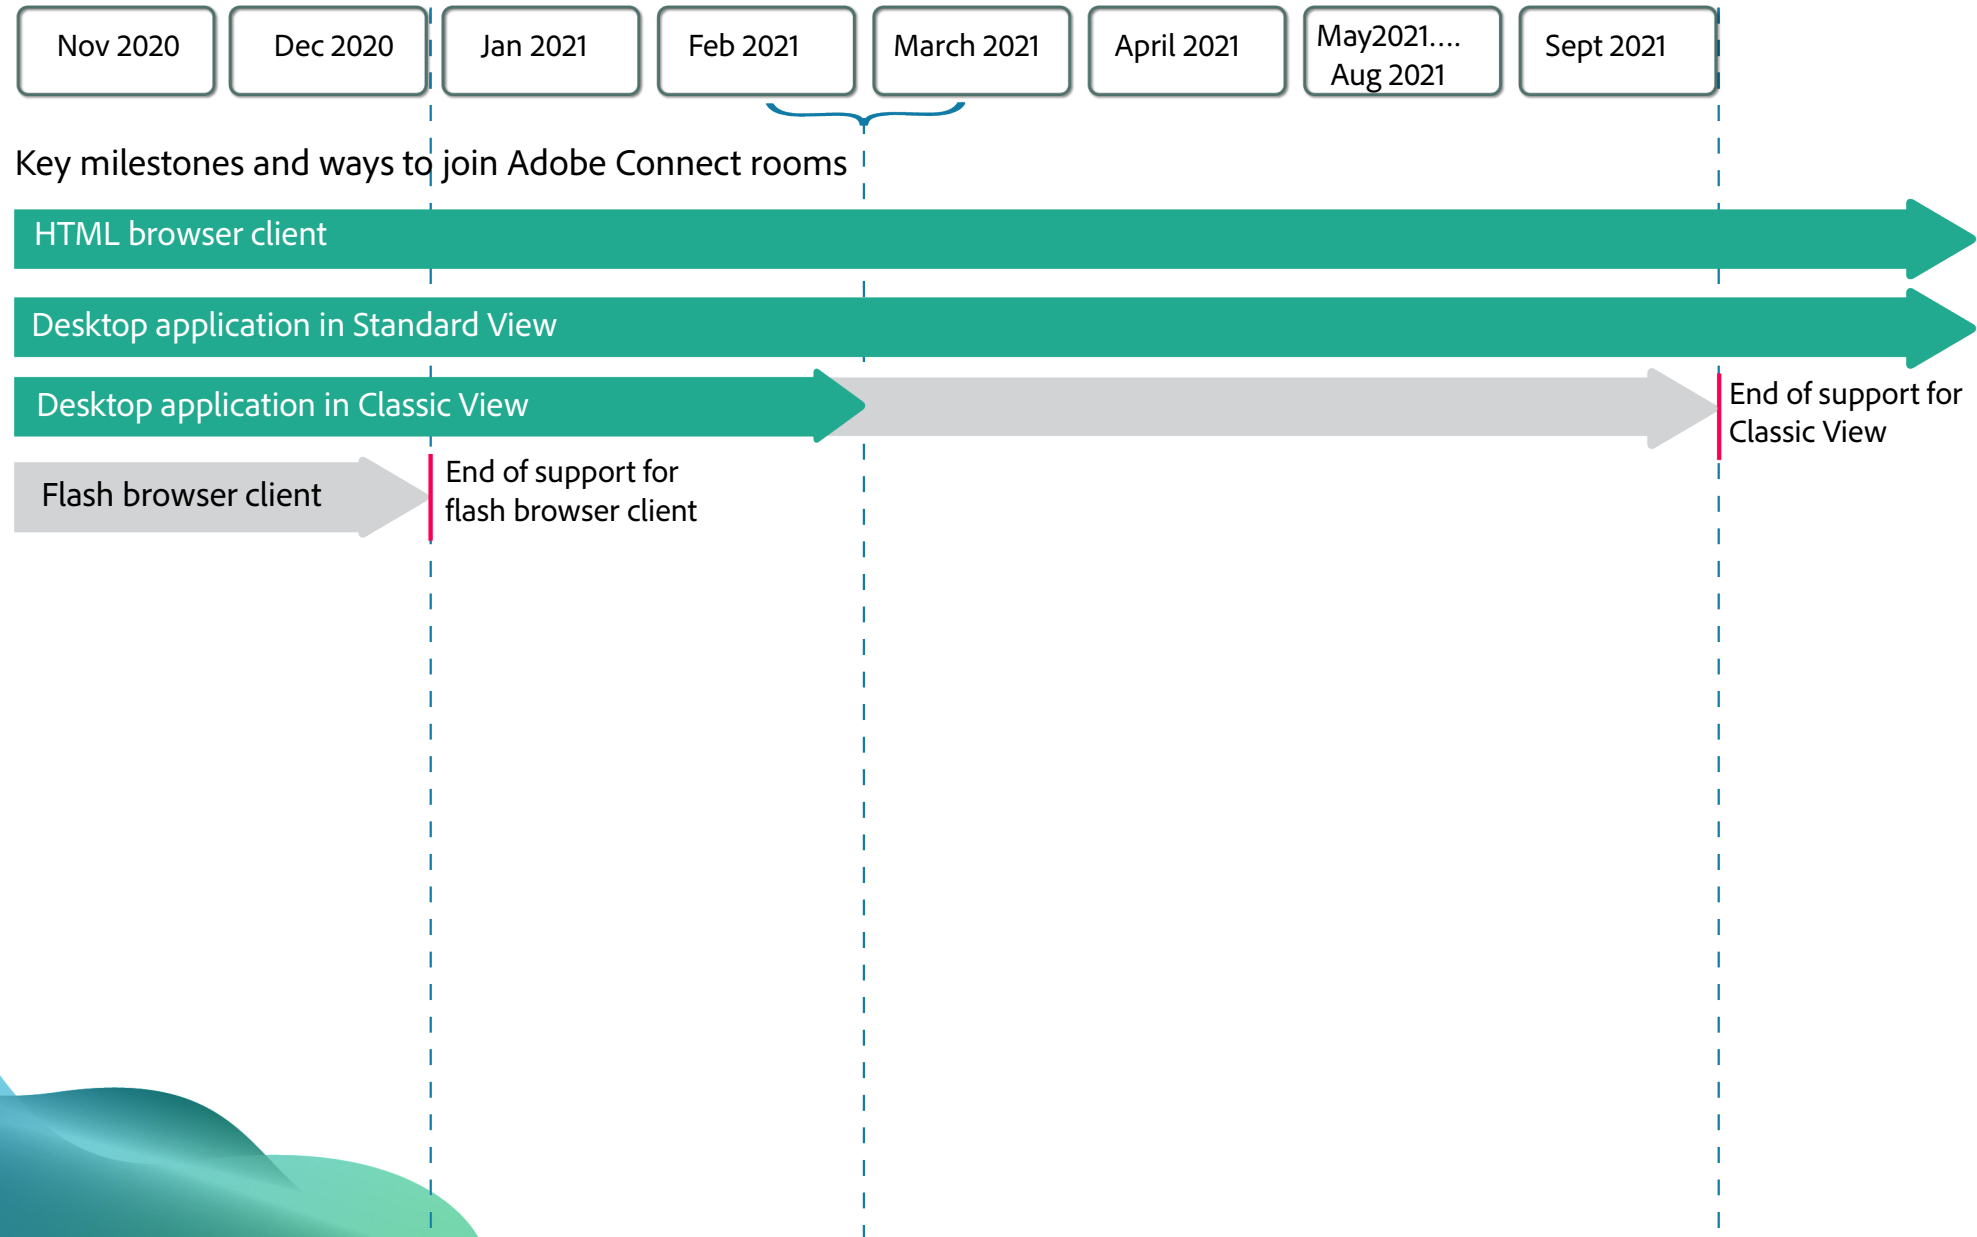 Nov 2020
Dec 2020
Jan 2021
Feb 2021
March 2021
April 2021
May2021....
Aug 2021
Sept 2021
Key milestones and ways to join Adobe Connect rooms
HTML browser client
Desktop application in Standard View
Desktop application in Classic View
End of support for
Classic View
Flash browser client
End of support for
flash browser client